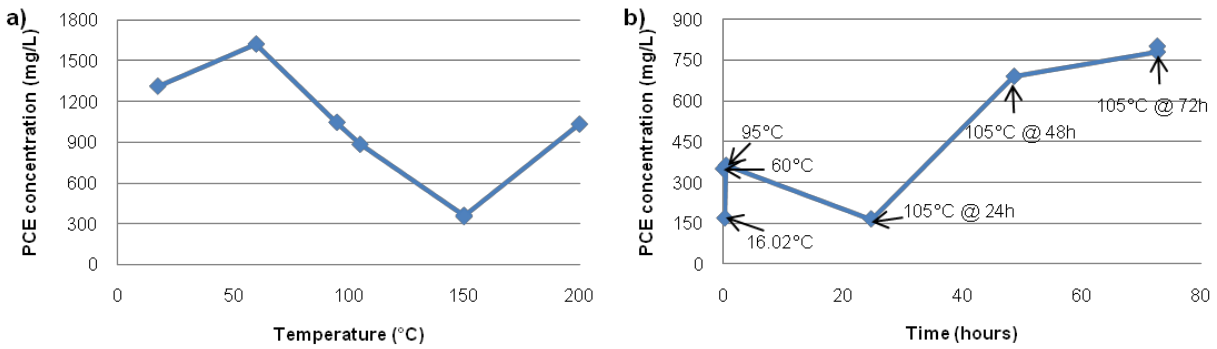 a)
PCE concentration (mg/L)
1800
1500
1200
900
600
300
0
0
50
100
150
200
Temperature (°C)
b)
PCE concentration (mg/L)
900
750
600
450
300
150
0
105°C @ 72h
105°C @ 48h
95°C
60°C
105°C @ 24h
16.02°C
0
20
40
60
80
Time (hours)